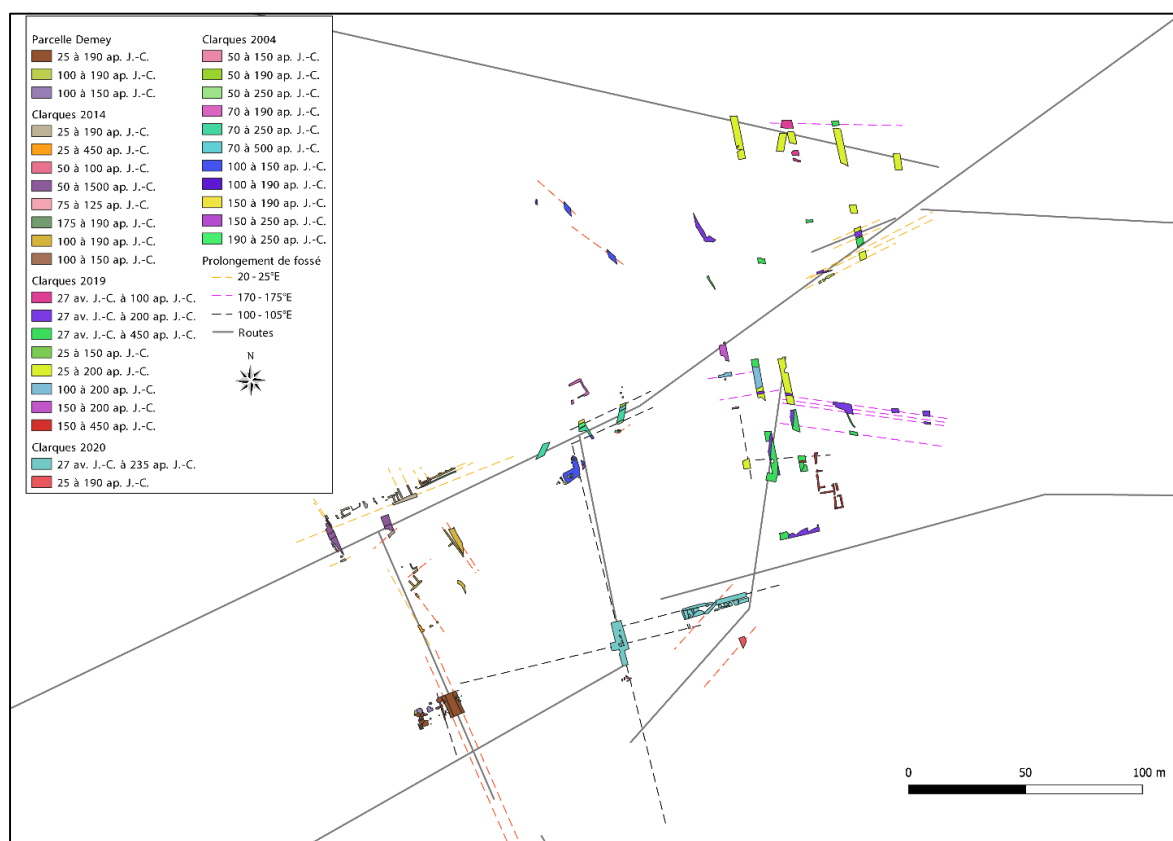 Parcelle Demey
25 à 190 ap. J.-C.
100 à 190 ap. J.-C.
100 à 150 ap. J.-C.
Clarques 2014
25 à 190 ap. J.-C.
25 à 450 ap. J.-C.
50 à 100 ap. J.-C.
50 à 1500 ap. J.-C.
75 à 125 ap. J.-C.
175 à 190 ap. J.-C.
100 à 190 ap. J.-C.
100 à 150 ap. J.-C.
Clarques 2019
27 av. J.-C. à 100 ap. J.-C.
27 av. J.-C. à 200 ap. J.-C.
27 av. J.-C. à 450 ap. J.-C.
25 à 150 ap. J.-C.
25 à 200 ap. J.-C.
100 à 200 ap. J.-C.
150 à 200 ap. J.-C.
150 à 450 ap. J.-C.
Clarques 2020
27 av. J.-C. à 235 ap. J.-C.
25 à 190 ap. J.-C.
Clarques 2004
50 à 150 ap. J.-C.
50 à 190 ap. J.-C.
50 à 250 ap. J.-C.
70 à 190 ap. J.-C.
70 à 250 ap. J.-C.
70 à 500 ap. J.-C.
100 à 150 ap. J.-C.
100 à 190 ap. J.-C.
150 à 190 ap. J.-C.
150 à 250 ap. J.-C.
190 à 250 ap. J.-C.
Prolongement de fossé
20 - 25°E
170 - 175°E
100 - 105°E
Routes
N
0 50 100 m